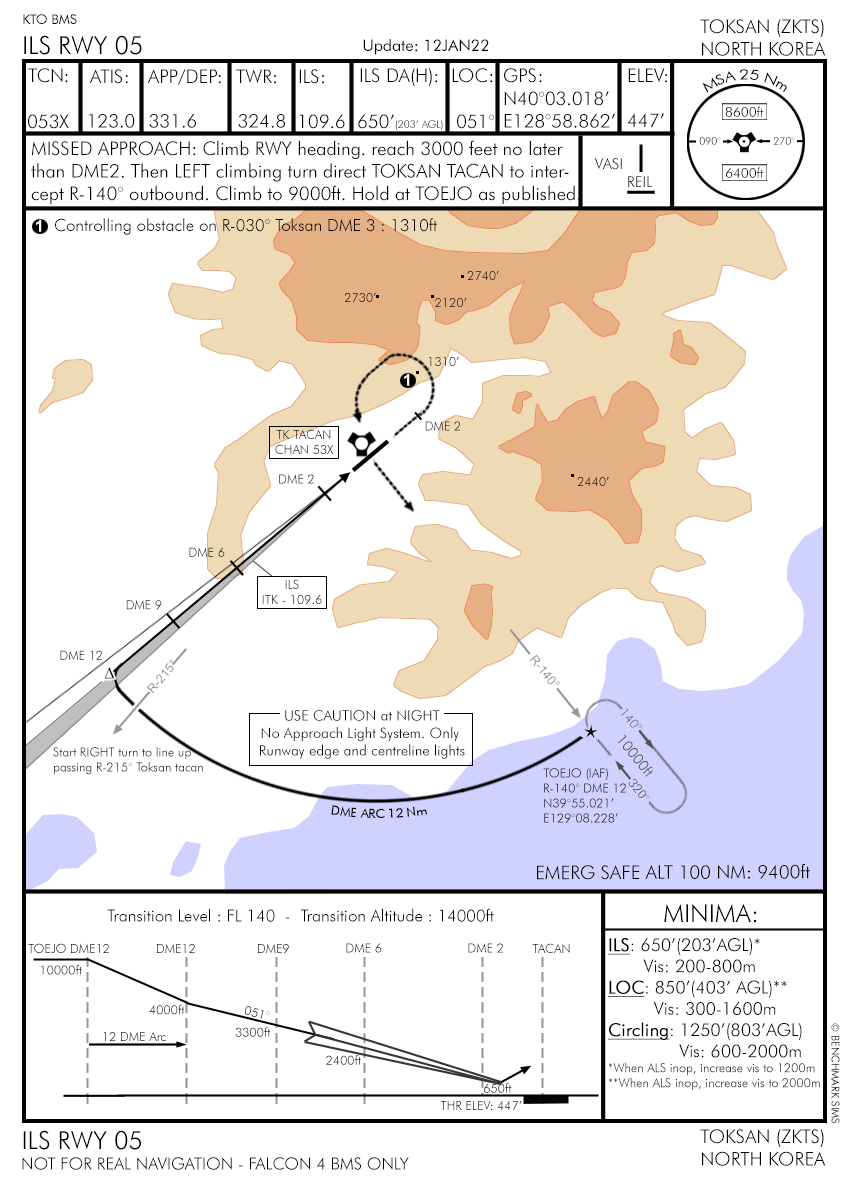 KTO BMS
ILS RWY 05
Update: 12JAN22
TOKSAN (ZKTS)
NORTH KOREA
TCN:
053X
ATIS:
123.0
APP/DEP:
331.6
TWR:
324.8
ILS:
109.6
ILS DA(H):
650'(203' AGL)
LOC:
051°
GPS:
N40°03.018'
E128°58.862'
ELEV:
447'
MSA 25 Nm
8600ft
090°
270°
6400ft
MISSED APPROACH: Climb RWY heading. reach 3000 feet no later
than DME2. Then LEFT climbing turn direct TOKSAN TACAN to inter-
cept R-140° outbound. Climb to 9000ft. Hold at TOEJO as published
VASI
REIL
1 Controlling obstacle on R-030° Toksan DME 3 : 1310ft
2740'
2730'
2120'
1310'
1
DME 2
TK TACAN
CHAN 53X
DME 2
2440'
DME 6
ILS
ITK - 109.6
DME 9
DME 12
R-215°
R-140°
USE CAUTION at NIGHT
No Approach Light System. Only
Runway edge and centreline lights
Start RIGHT turn to line up
passing R-215° Toksan tacan
140°
10000ft
320°
TOEJO (IAF)
R-140° DME 12
N39°55.021'
E129°08.228'
DME ARC 12 Nm
EMERG SAFE ALT 100 NM: 9400ft
Transition Level : FL 140 - Transition Altitude : 14000ft
TOEJO DME12
DME12
DME9
DME 6
DME 2
TACAN
10000ft
4000ft
051°
3300ft
12 DME Arc
2400ft
650ft
THR ELEV: 447'
MINIMA:
ILS: 650'(203'AGL)*
Vis: 200-800m
LOC: 850'(403' AGL)**
Vis: 300-1600m
Circling: 1250'(803'AGL)
Vis: 600-2000m
*When ALS inop, increase vis to 1200m
**When ALS inop, increase vis to 2000m
© BENCHMARK SIMS
ILS RWY 05
NOT FOR REAL NAVIGATION - FALCON 4 BMS ONLY
TOKSAN (ZKTS)
NORTH KOREA